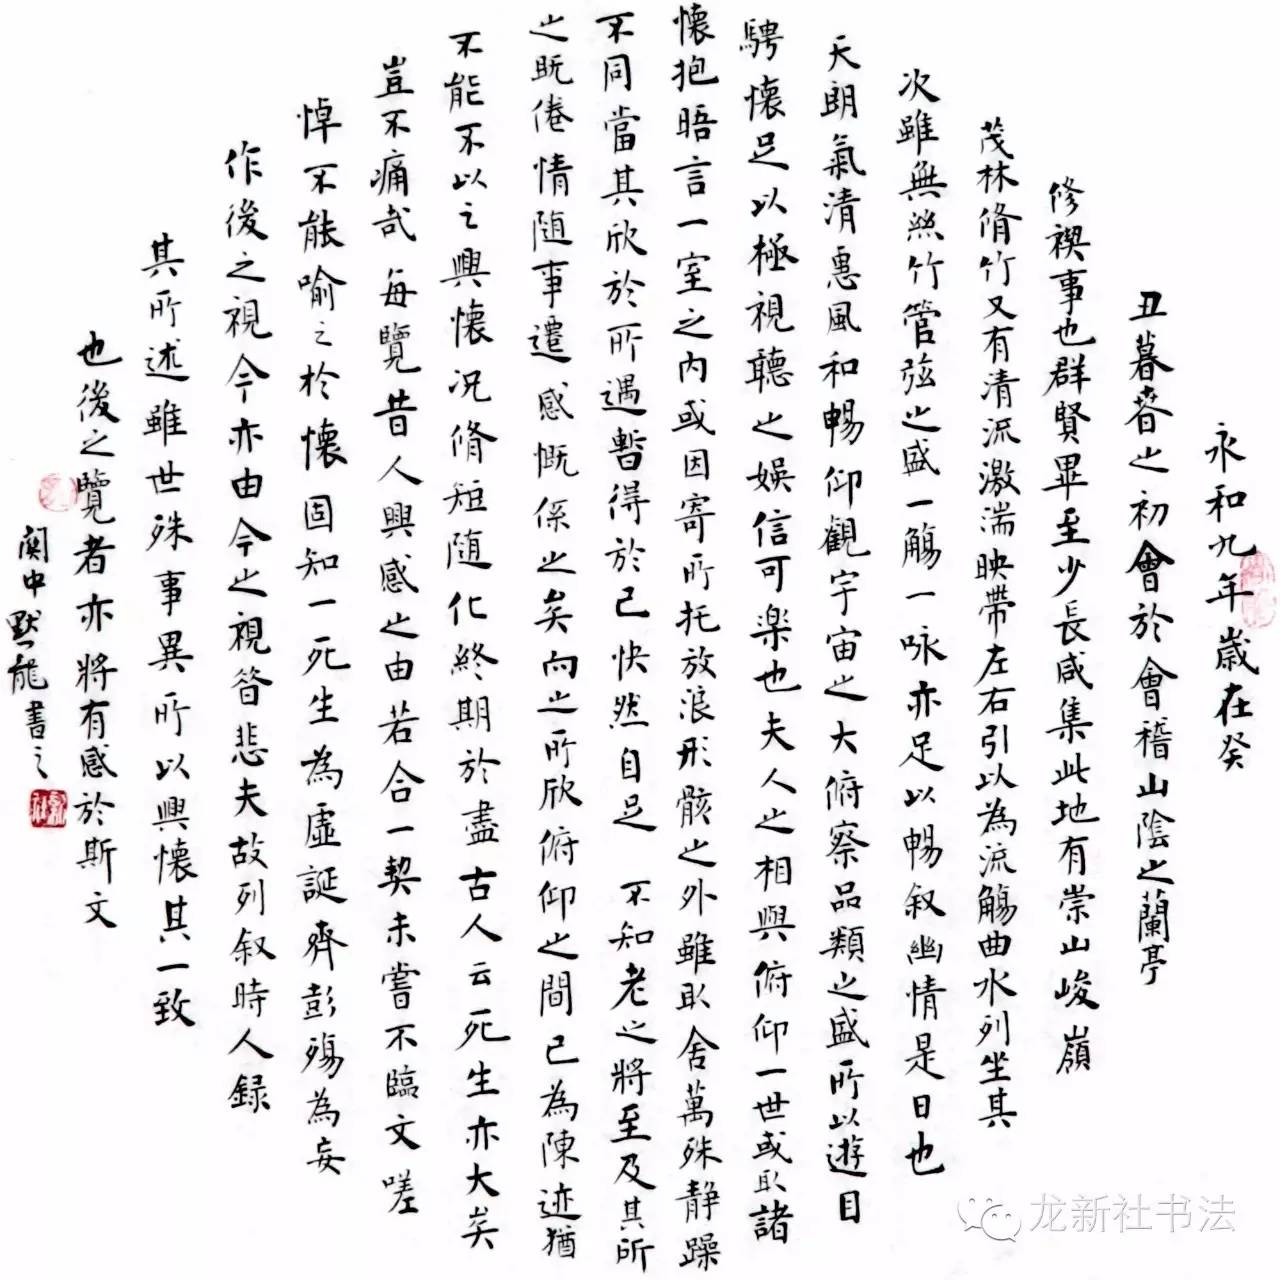 永和九年歲在癸
丑暮春之初會於會稽山陰之蘭亭
修禊事也群賢畢至少長咸集此地有崇山峻嶺
茂林脩竹又有清流激湍映帶左右引以為流觴曲水列坐其
次雖無絲竹管弦之盛一觴一咏亦足以暢叙幽情是日也
天朗氣清惠風和暢仰觀宇宙之大俯察品類之盛所以遊目
騁懷足以極視聽之娛信可樂也夫人之相與俯仰一世或取諸
懷抱晤言一室之內或因寄所托放浪形骸之外雖取舍萬殊静躁
不同當其欣於所遇暫得於己快然自足不知老之將至及其所
之既倦情隨事遷感慨係之矣向之所欣俯仰之間已為陳迹猶
不能不以之興懷況脩短隨化終期於盡古人云死生亦大矣
豈不痛哉每覽昔人興感之由若合一契未嘗不臨文嗟
悼不能喻之於懷固知一死生為虛誕齊彭殤為妄
作後之視今亦由今之視昔悲夫故列叙時人錄
其所述雖世殊事異所以興懷其一致
也後之覽者亦將有感於斯文
関中默龍書之
龙新社书法